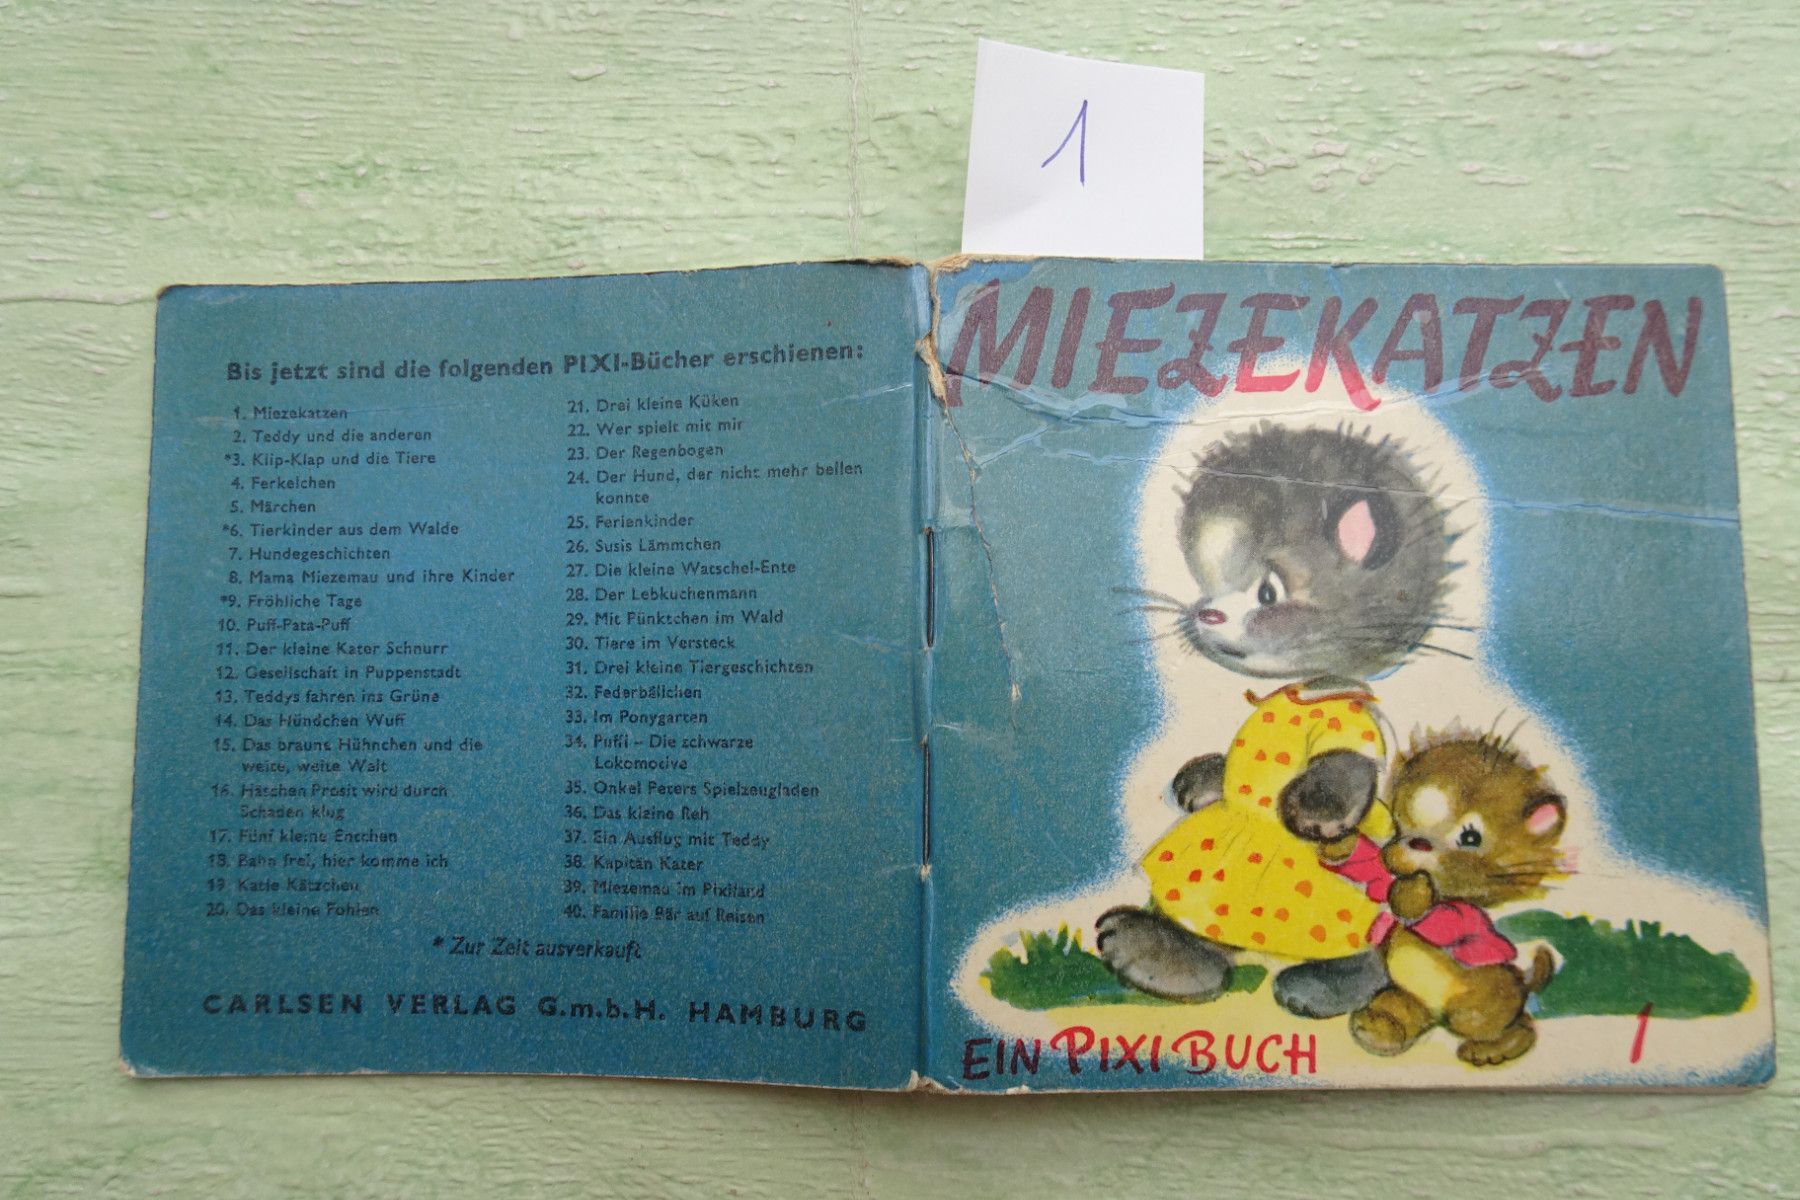 1
Bis jetzt sind die folgenden PIXI-Bücher erschienen:
1. Miezekatzen
2. Teddy und die anderen
*3. Klip-Klap und die Tiere
4. Ferkelchen
5. Märchen
*6. Tierkinder aus dem Walde
7. Hundegeschichten
8. Mama Miezemau und ihre Kinder
*9. Fröhliche Tage
10. Puff-Pata-Puff
11. Der kleine Kater Schnurr
12. Gesellschaft in Puppenstadt
13. Teddys fahren ins Grüne
14. Das Hündchen Wuff
15. Das braune Hühnchen und die
weite, weite Welt
16. Häschen Prosit wird durch
Schaden klug
17. Fünf kleine Entchen
18. Bahn frei, hier komme ich
19. Katie Kätzchen
20. Das kleine Fohlen
21. Drei kleine Küken
22. Wer spielt mit mir
23. Der Regenbogen
24. Der Hund, der nicht mehr bellen
konnte
25. Ferienkinder
26. Susis Lämmchen
27. Die kleine Watschel-Ente
28. Der Lebkuchenmann
29. Mit Pünktchen im Wald
30. Tiere im Versteck
31. Drei kleine Tiergeschichten
32. Federbällchen
33. Im Ponygarten
34. Puffi – Die schwarze
Lokomotive
35. Onkel Peters Spielzeugladen
36. Das kleine Reh
37. Ein Ausflug mit Teddy
38. Kapitän Kater
39. Miezemau im Pixiland
40. Familie Bär auf Reisen
* Zur Zeit ausverkauft
CARLSEN VERLAG G.m.b.H. HAMBURG
MIEZEKATZEN
EIN PIXI BUCH
1